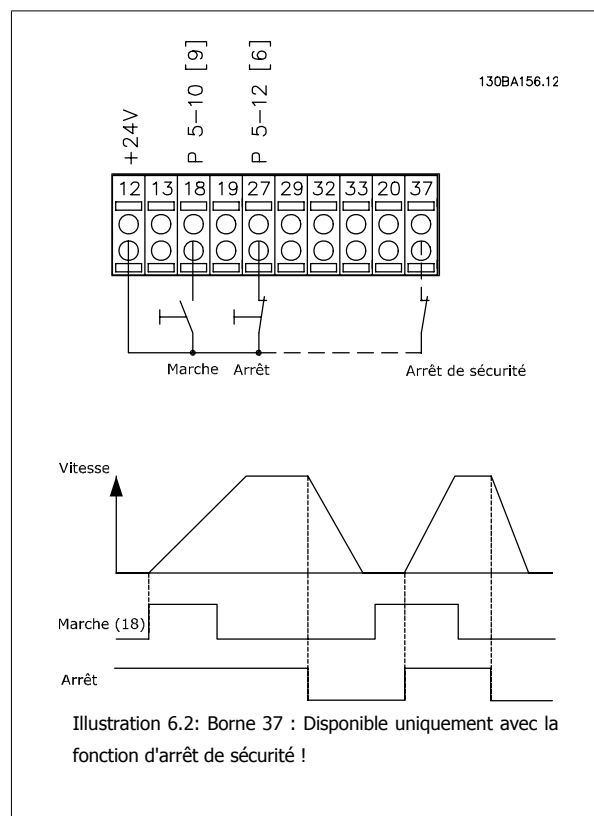 130BA156.12
+24V
P 5-10 [9]
P 5-12 [6]
12 13 18 19 27 29 32 33 20 37
Marche Arrêt Arrêt de sécurité
Vitesse
Marche (18)
Arrêt
Illustration 6.2: Borne 37 : Disponible uniquement avec la
fonction d'arrêt de sécurité !